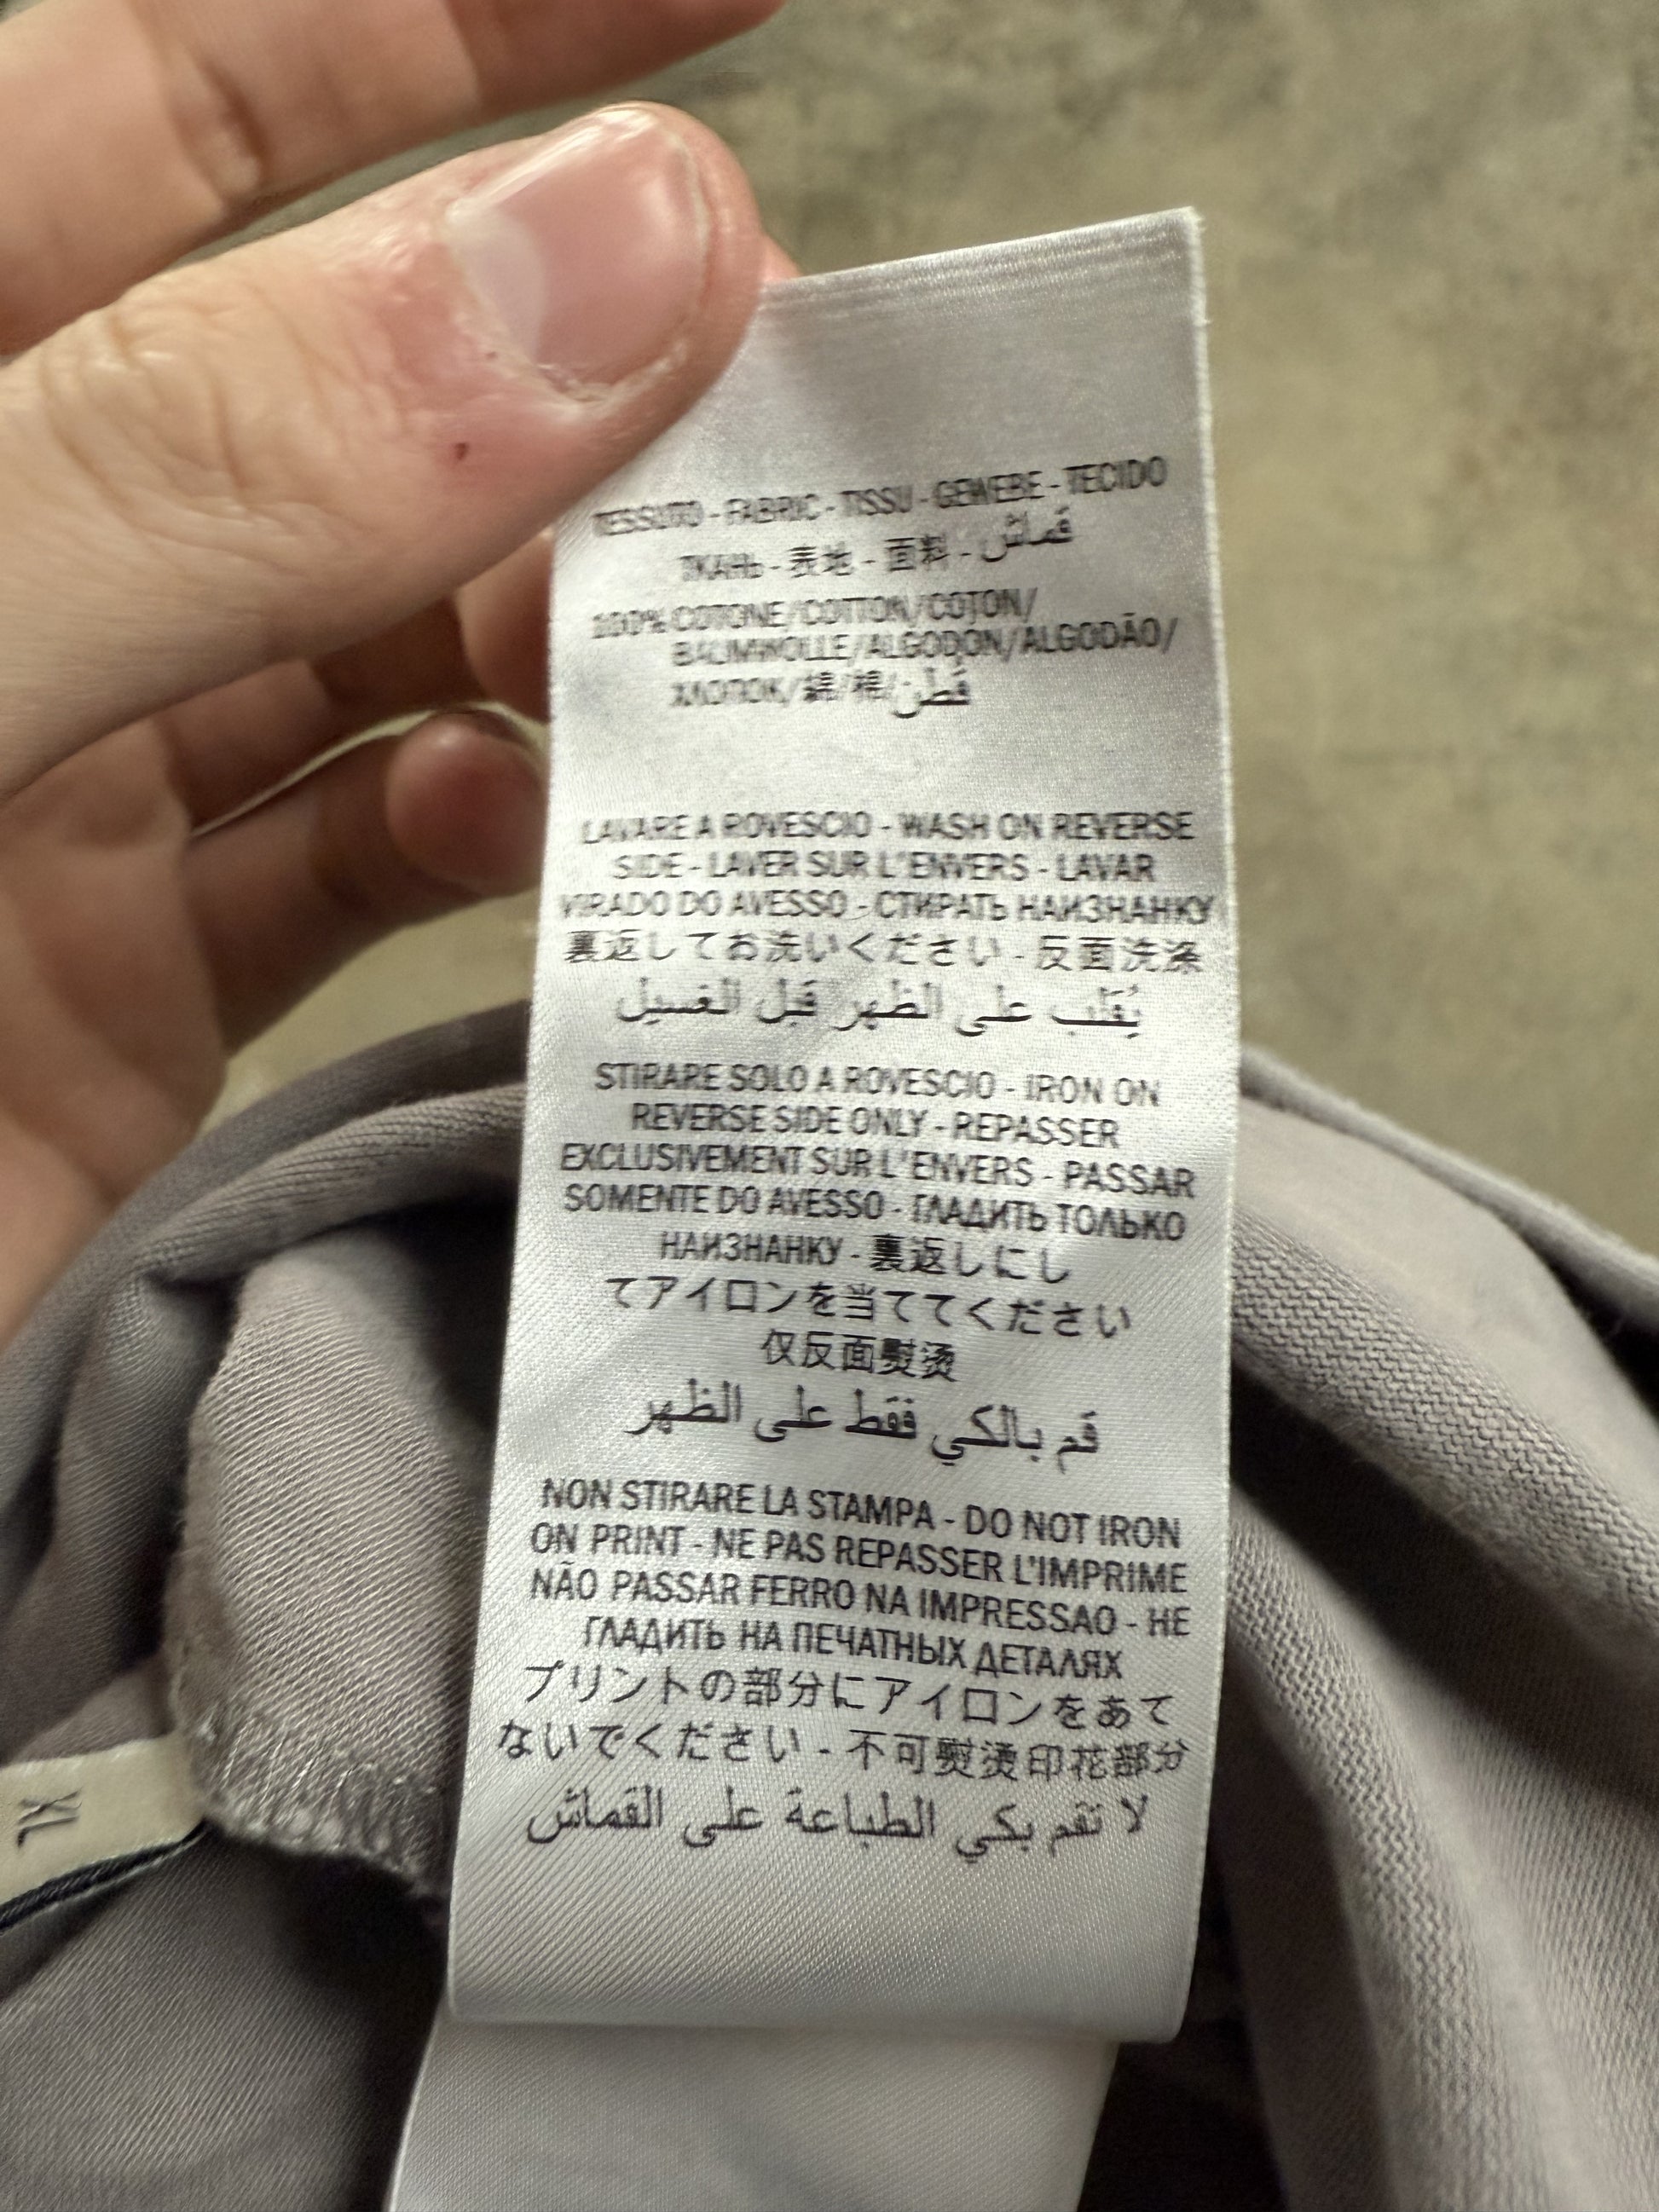 TESSUTO - FABRIC - TISSU - GEWEBE - TECIDO
ТКАНЬ - 表地 - 面料 - قماش
100% COTONE/COTTON/COTON/
BAUMWOLLE/ALGODON/ALGODÃO/
ХЛОПОК/綿/棉/قطن
LAVARE A ROVESCIO - WASH ON REVERSE
SIDE - LAVER SUR L'ENVERS - LAVAR
VIRADO DO AVESSO - СТИРАТЬ НАИЗНАНКУ
裏返してお洗いください - 反面洗涤
يُقلب على الظهر قبل الغسيل
STIRARE SOLO A ROVESCIO - IRON ON
REVERSE SIDE ONLY - REPASSER
EXCLUSIVEMENT SUR L'ENVERS - PASSAR
SOMENTE DO AVESSO - ГЛАДИТЬ ТОЛЬКО
НАИЗНАНКУ - 裏返しにし
てアイロンを当ててください
仅反面熨烫
قم بالكي فقط على الظهر
NON STIRARE LA STAMPA - DO NOT IRON
ON PRINT - NE PAS REPASSER L'IMPRIME
NÃO PASSAR FERRO NA IMPRESSAO - НЕ
ГЛАДИТЬ НА ПЕЧАТНЫХ ДЕТАЛЯХ
プリントの部分にアイロンをあて
ないでください - 不可熨烫印花部分
لا تقم بكي الطباعة على القماش
XL